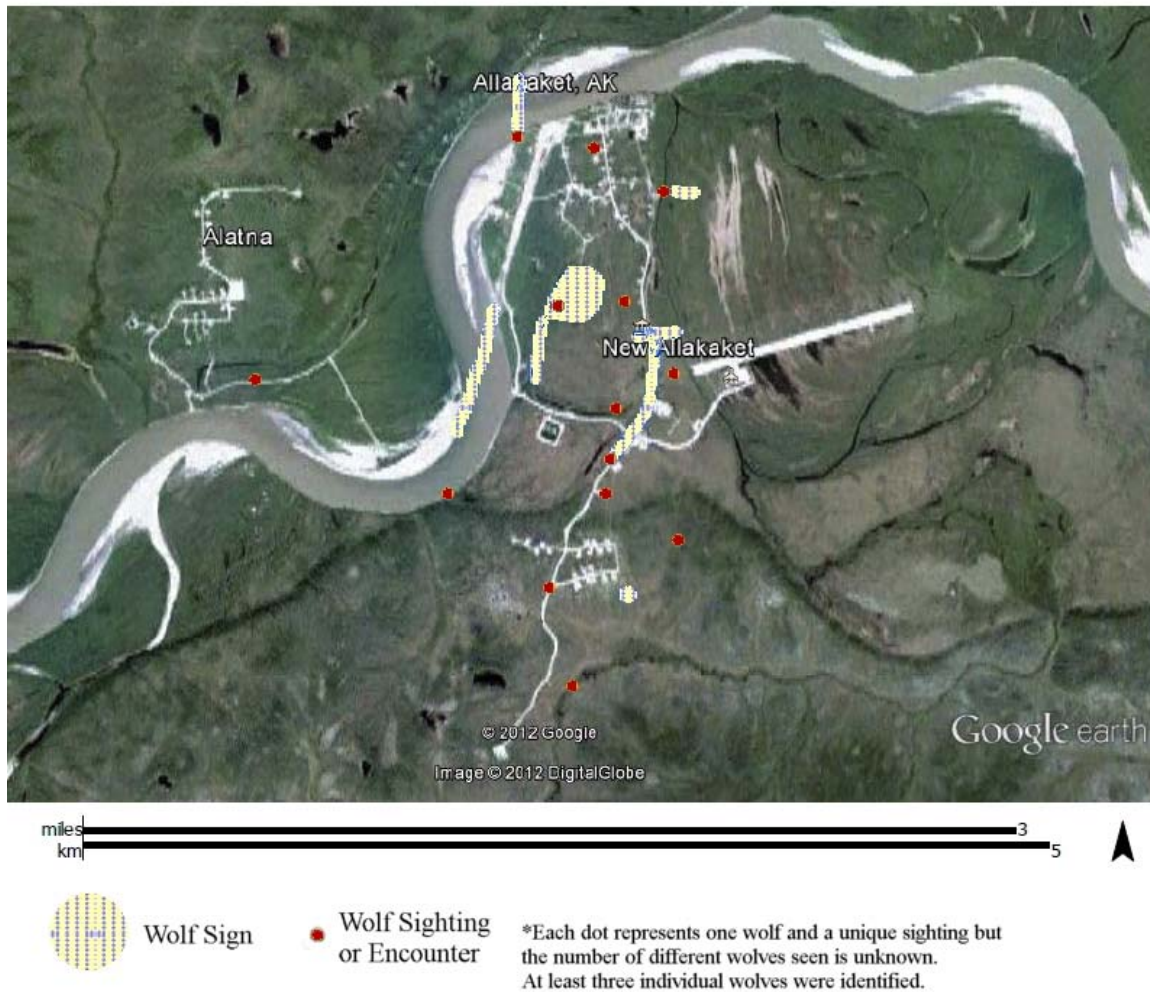 Allakaket, AK
Alatna
New Allakaket
© 2012 Google
Google earth
Image © 2012 DigitalGlobe
miles
3
km
5
Wolf Sign
Wolf Sighting
or Encounter
*Each dot represents one wolf and a unique sighting but
the number of different wolves seen is unknown.
At least three individual wolves were identified.